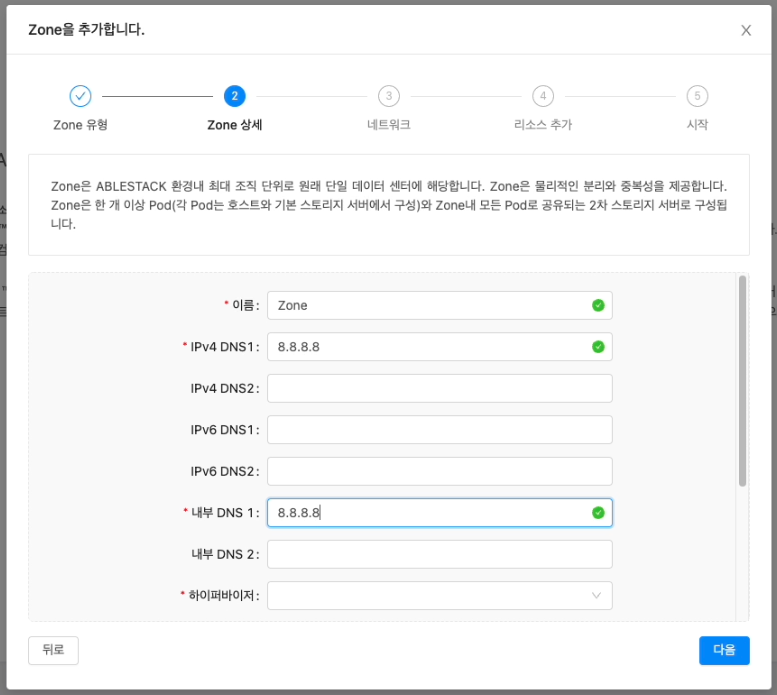 Zone을 추가합니다.
2
3
4
5
Zone 유형
Zone 상세
네트워크
리소스 추가
시작
Zone은 ABLESTACK 환경내 최대 조직 단위로 원래 단일 데이터 센터에 해당합니다. Zone은 물리적인 분리와 중복성을 제공합니다.
Zone은 한 개 이상 Pod(각 Pod는 호스트와 기본 스토리지 서버에서 구성)와 Zone내 모든 Pod로 공유되는 2차 스토리지 서버로 구성됩
니다.
* 이름: Zone
* IPv4 DNS1: 8.8.8.8
IPv4 DNS2:
IPv6 DNS1:
IPv6 DNS2:
* 내부 DNS 1: 8.8.8.8
내부 DNS 2:
* 하이퍼바이저:
뒤로
다음